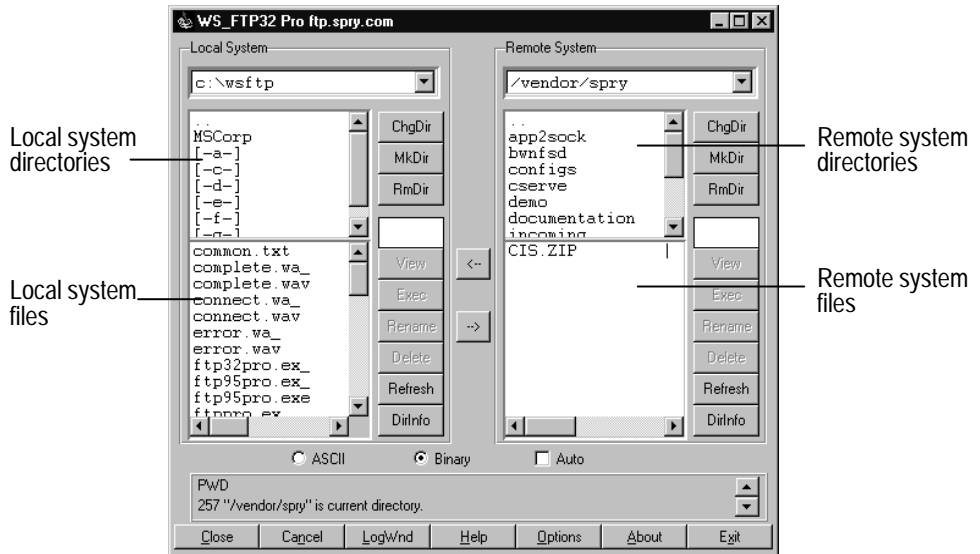 WS_FTP32 Pro ftp.spry.com
Local System
c:\wsftp
..
MSCorp
[-a-]
[-c-]
[-d-]
[-e-]
[-f-]
[-g-]
ChgDir
MkDir
RmDir
common.txt
complete.wa_
complete.wav
connect.wa_
connect.wav
error.wa_
error.wav
ftp32pro.ex_
ftp95pro.ex_
ftp95pro.exe
ftppro.ex
View
Exec
Rename
Delete
Refresh
DirInfo
<--
-->
Remote System
/vendor/spry
..
app2sock
bwnfsd
configs
cserve
demo
documentation
incoming
ChgDir
MkDir
RmDir
CIS.ZIP
View
Exec
Rename
Delete
Refresh
DirInfo
ASCII
Binary
Auto
PWD
257 "/vendor/spry" is current directory.
Close
Cancel
LogWnd
Help
Options
About
Exit
Local system
directories
Local system
files
Remote system
directories
Remote system
files